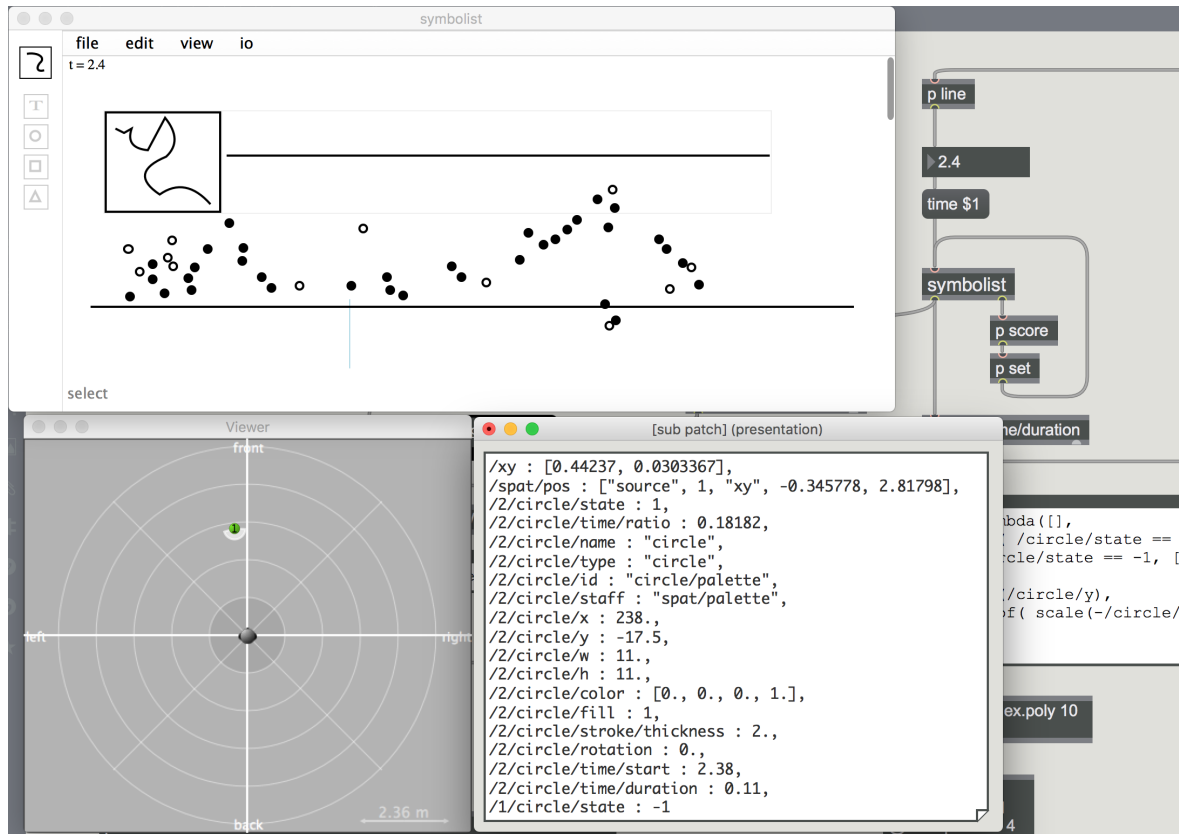 symbolist
file edit view io
t = 2.4
T
select
p line
2.4
time $1
symbolist
p score
p set
me/duration
Viewer
front
1
left
right
back
2.36 m
[sub patch] (presentation)
/xy : [0.44237, 0.0303367],
/spat/pos : ["source", 1, "xy", -0.345778, 2.81798],
/2/circle/state : 1,
/2/circle/time/ratio : 0.18182,
/2/circle/name : "circle",
/2/circle/type : "circle",
/2/circle/id : "circle/palette",
/2/circle/staff : "spat/palette",
/2/circle/x : 238.,
/2/circle/y : -17.5,
/2/circle/w : 11.,
/2/circle/h : 11.,
/2/circle/color : [0., 0., 0., 1.],
/2/circle/fill : 1,
/2/circle/stroke/thickness : 2.,
/2/circle/rotation : 0.,
/2/circle/time/start : 2.38,
/2/circle/time/duration : 0.11,
/1/circle/state : -1
mbda([],
( /circle/state ==
rcle/state == -1, [
(/circle/y),
of( scale(-/circle/
ex.poly 10
4